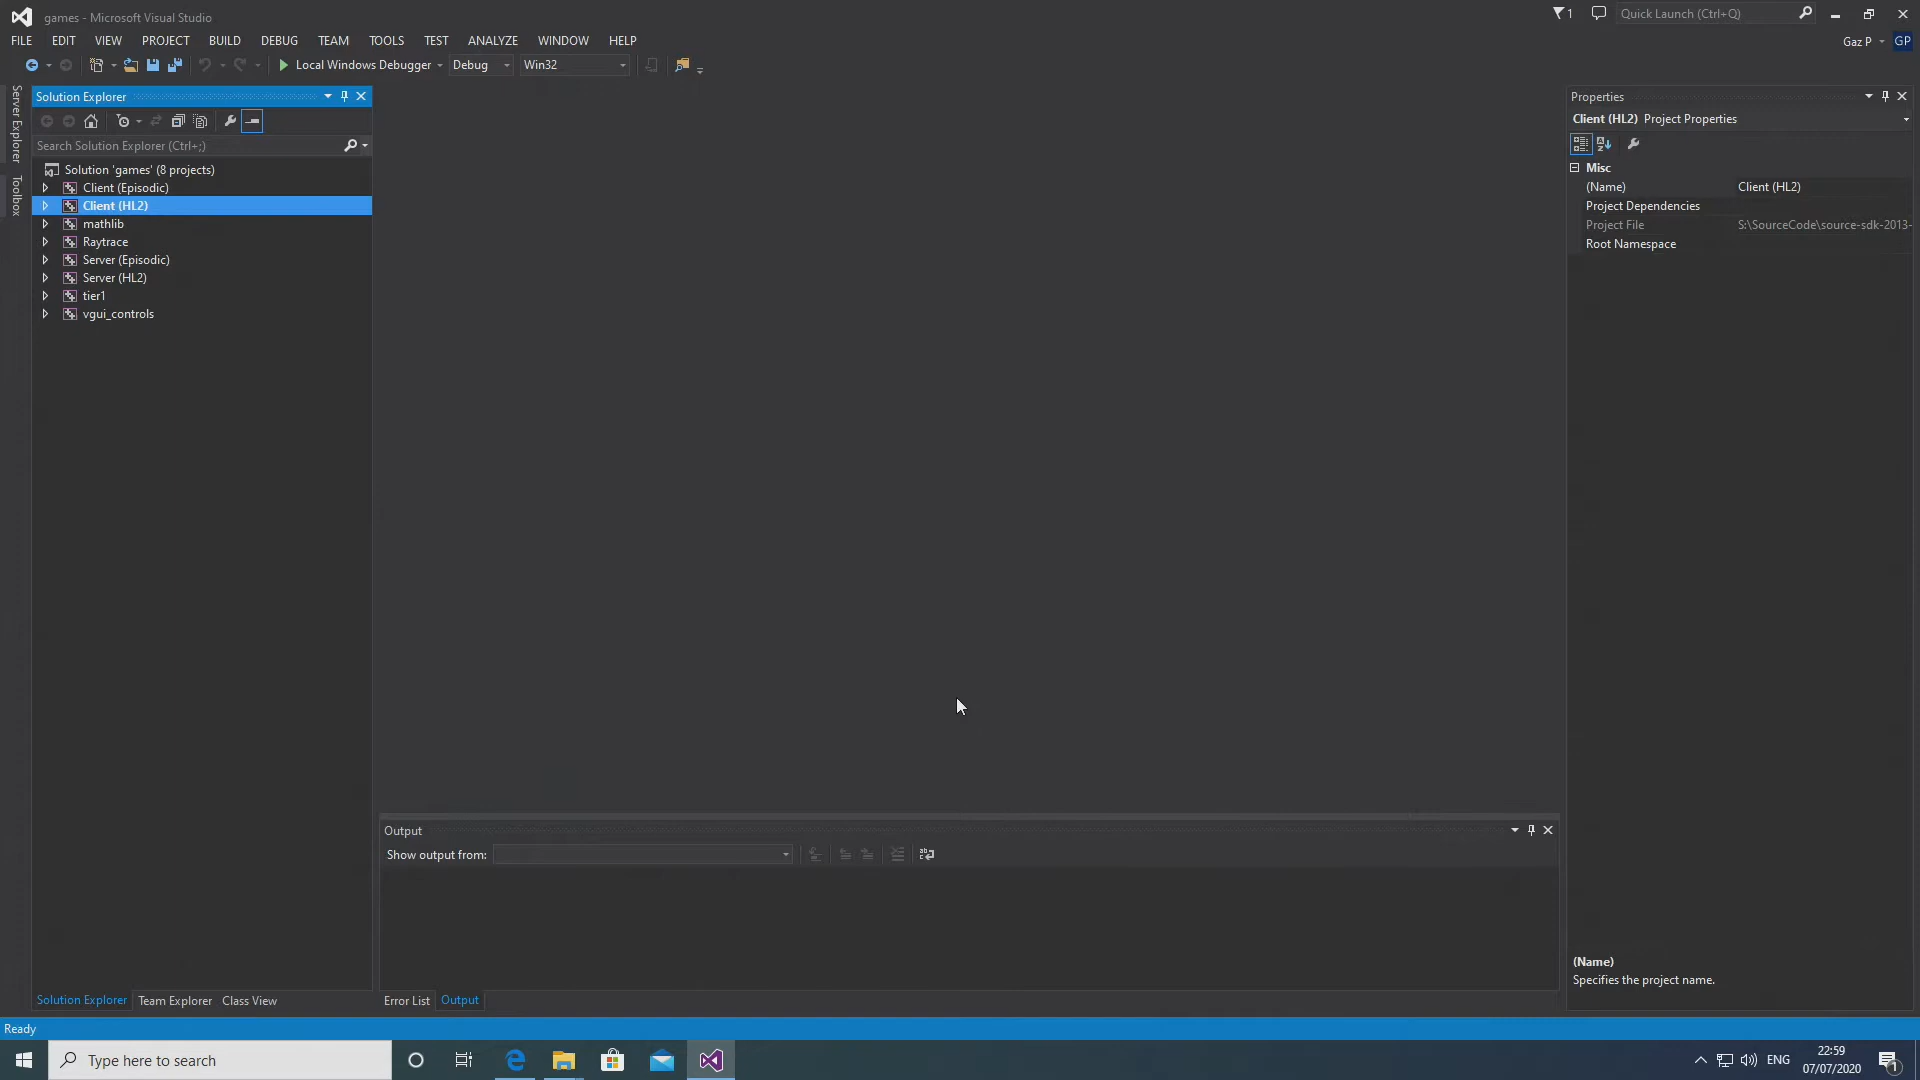 games - Microsoft Visual Studio
1
Quick Launch (Ctrl+Q)
FILE EDIT VIEW PROJECT BUILD DEBUG TEAM TOOLS TEST ANALYZE WINDOW HELP
Gaz P GP
Local Windows Debugger Debug Win32
Server Explorer
Toolbox
Solution Explorer
Search Solution Explorer (Ctrl+;)
Solution 'games' (8 projects)
Client (Episodic)
Client (HL2)
mathlib
Raytrace
Server (Episodic)
Server (HL2)
tier1
vgui_controls
Solution Explorer Team Explorer Class View
Output
Show output from:
Error List Output
Properties
Client (HL2) Project Properties
Misc
(Name) Client (HL2)
Project Dependencies
Project File S:\SourceCode\source-sdk-2013-
Root Namespace
(Name)
Specifies the project name.
Ready
Type here to search
ENG
22:59
07/07/2020
1